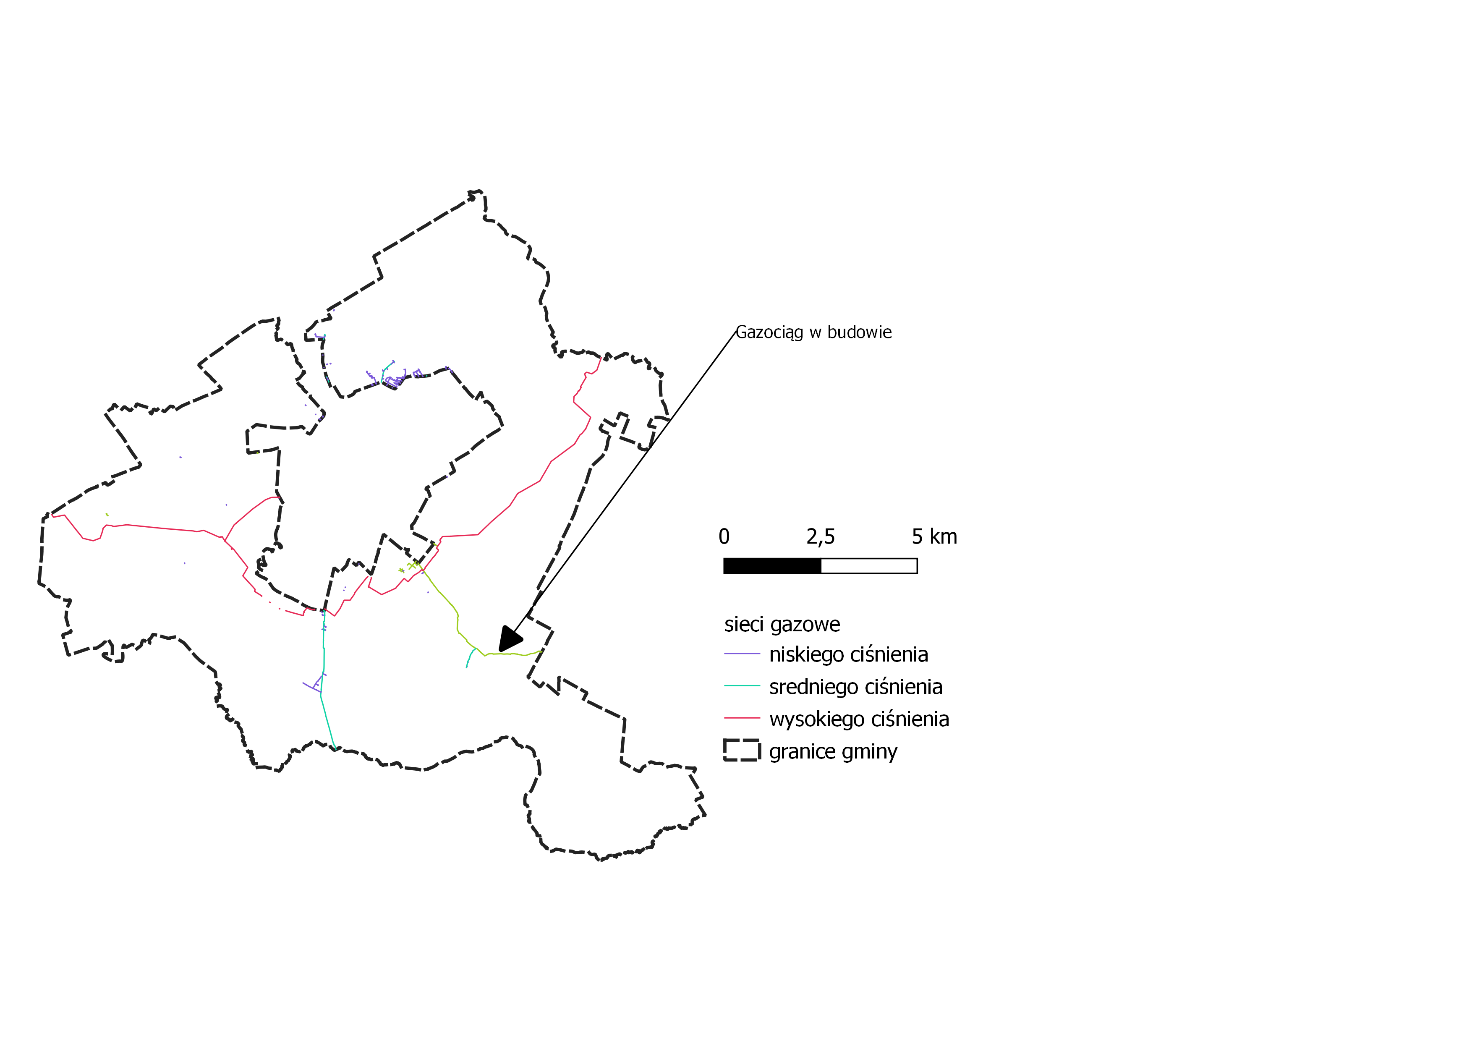 Gazociąg w budowie
0 2,5 5 km
sieci gazowe
niskiego ciśnienia
sredniego ciśnienia
wysokiego ciśnienia
granice gminy